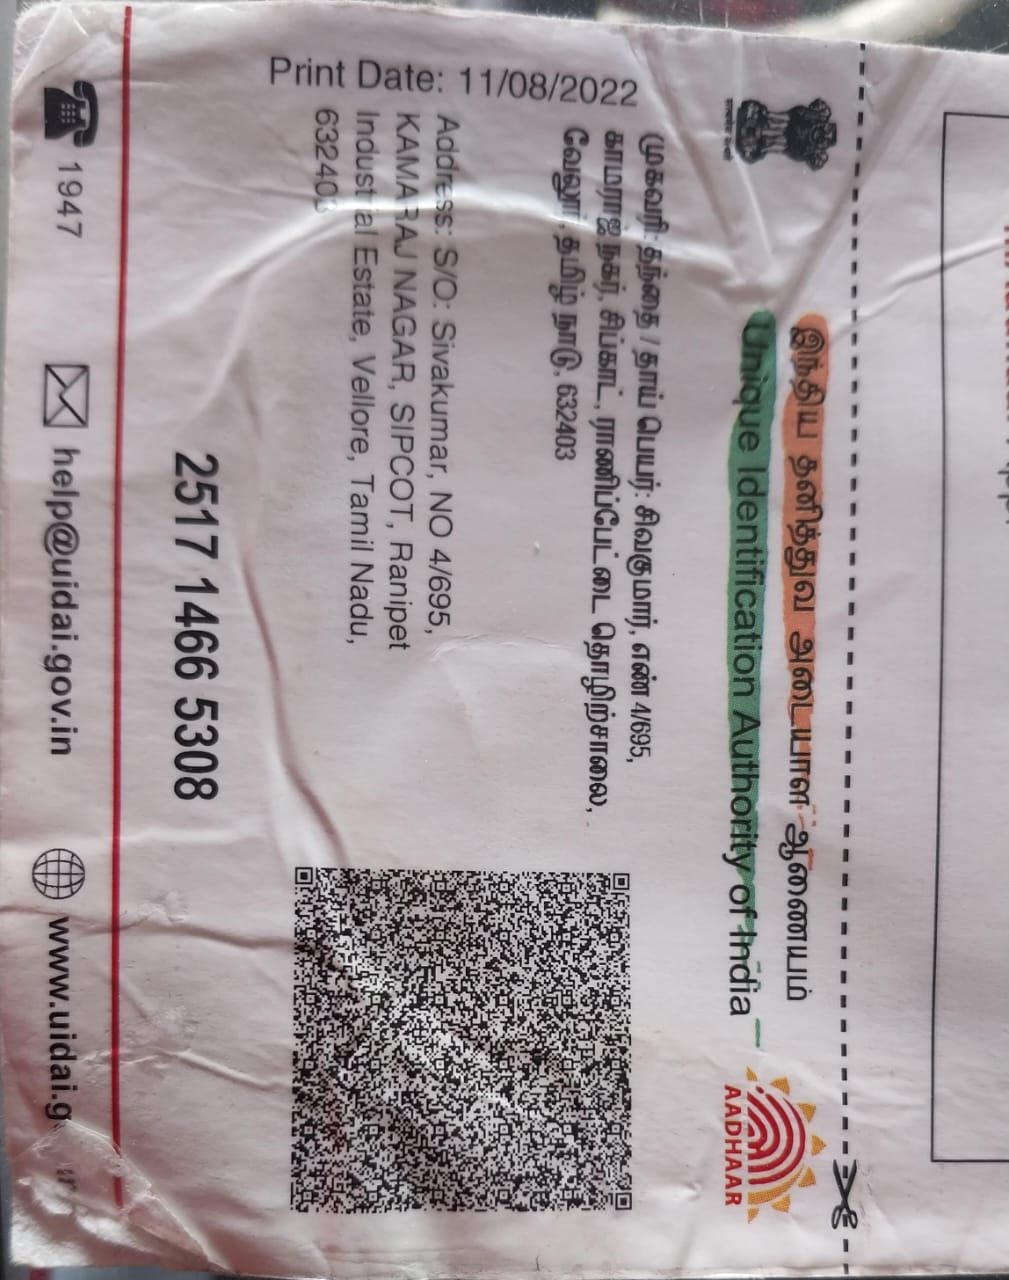 இந்திய தனித்துவ அடையாள ஆணையம்
Unique Identification Authority of India
AADHAAR
முகவரி: தந்தை / தாய் பெயர்: சிவகுமார், எண் 4/695,
காமராஜ் நகர், சிப்காட், ராணிப்பேட்டை தொழிற்சாலை,
வேலூர், தமிழ் நாடு, 632403
Print Date: 11/08/2022
Address: S/O: Sivakumar, NO 4/695,
KAMARAJ NAGAR, SIPCOT, Ranipet
Industrial Estate, Vellore, Tamil Nadu,
632403
2517 1466 5308
1947
help@uidai.gov.in
www.uidai.g